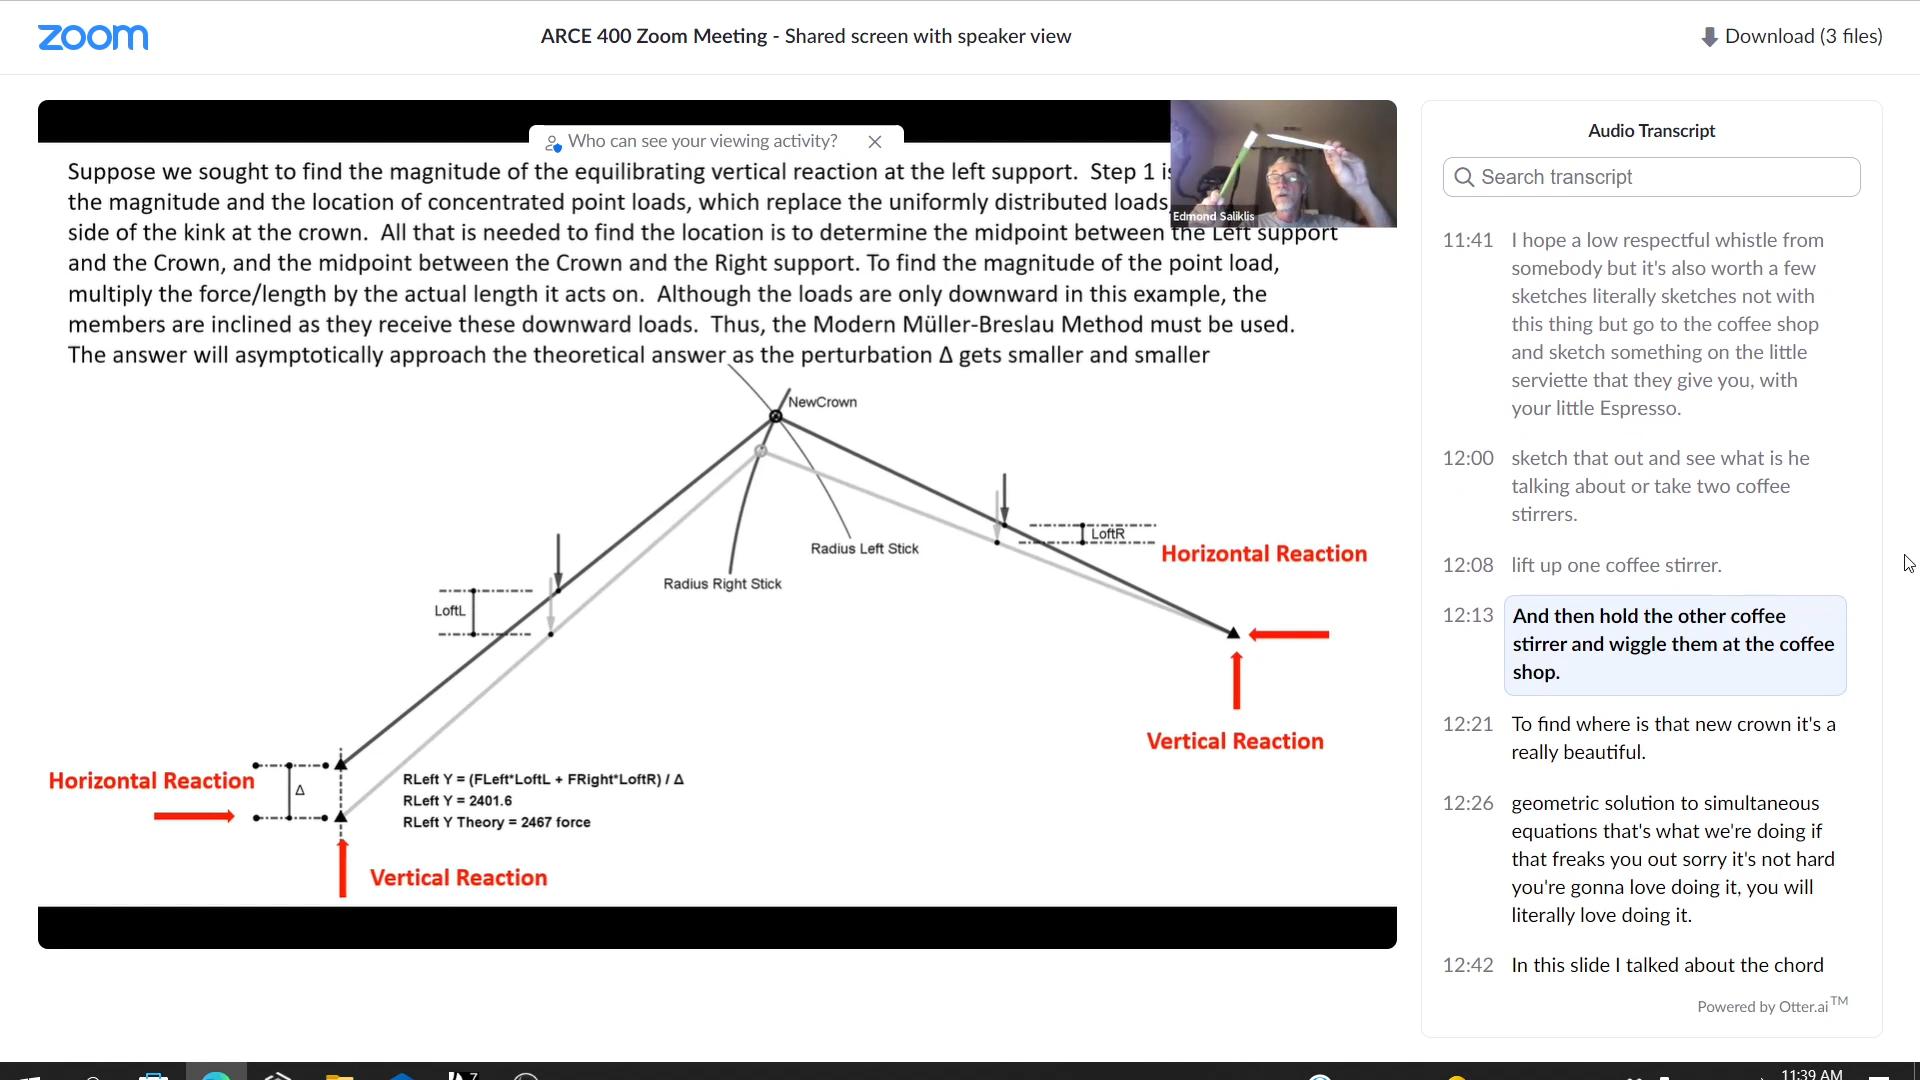 zoom
ARCE 400 Zoom Meeting - Shared screen with speaker view
Download (3 files)
Who can see your viewing activity?
Suppose we sought to find the magnitude of the equilibrating vertical reaction at the left support. Step 1
the magnitude and the location of concentrated point loads, which replace the uniformly distributed loads
side of the kink at the crown. All that is needed to find the location is to determine the midpoint between the Left support
and the Crown, and the midpoint between the Crown and the Right support. To find the magnitude of the point load,
multiply the force/length by the actual length it acts on. Although the loads are only downward in this example, the
members are inclined as they receive these downward loads. Thus, the Modern Müller-Breslau Method must be used.
The answer will asymptotically approach the theoretical answer as the perturbation Δ gets smaller and smaller
Edmond Saliklis
NewCrown
LoftR
Radius Left Stick
Horizontal Reaction
Radius Right Stick
LoftL
Vertical Reaction
Horizontal Reaction
Δ
RLeft Y = (FLeft*LoftL + FRight*LoftR) / Δ
RLeft Y = 2401.6
RLeft Y Theory = 2467 force
Vertical Reaction
Audio Transcript
Search transcript
11:41 I hope a low respectful whistle from
somebody but it's also worth a few
sketches literally sketches not with
this thing but go to the coffee shop
and sketch something on the little
serviette that they give you, with
your little Espresso.
12:00 sketch that out and see what is he
talking about or take two coffee
stirrers.
12:08 lift up one coffee stirrer.
12:13 And then hold the other coffee
stirrer and wiggle them at the coffee
shop.
12:21 To find where is that new crown it's a
really beautiful.
12:26 geometric solution to simultaneous
equations that's what we're doing if
that freaks you out sorry it's not hard
you're gonna love doing it, you will
literally love doing it.
12:42 In this slide I talked about the chord
Powered by Otter.ai TM
11:39 AM